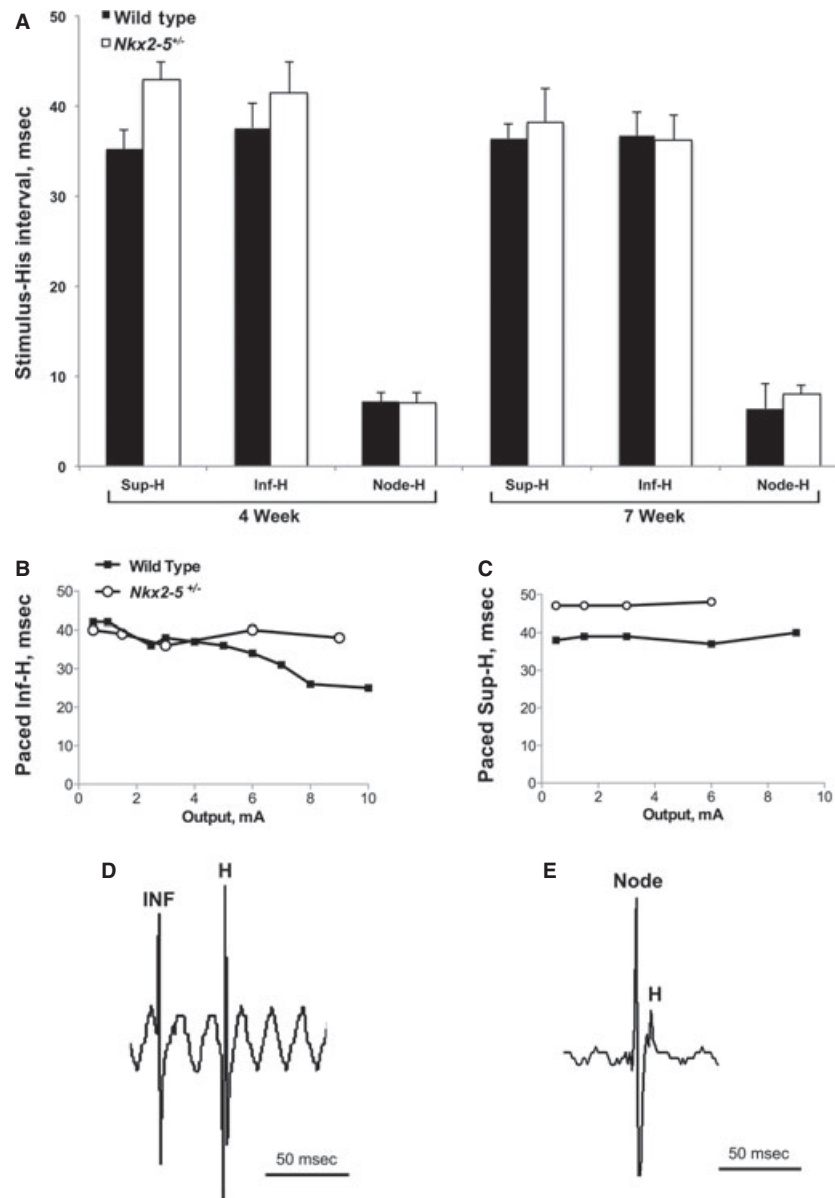 A
Wild type
Nkx2-5+/-
Stimulus-His interval, msec
50
40
30
20
10
0
Sup-H Inf-H Node-H Sup-H Inf-H Node-H
4 Week 7 Week
B
Wild Type
Nkx2-5 +/-
Paced Inf-H, msec
50
40
30
20
10
0
0 2 4 6 8 10
Output, mA
C
Paced Sup-H, msec
50
40
30
20
10
0
0 2 4 6 8 10
Output, mA
D
INF
H
50 msec
E
Node
H
50 msec